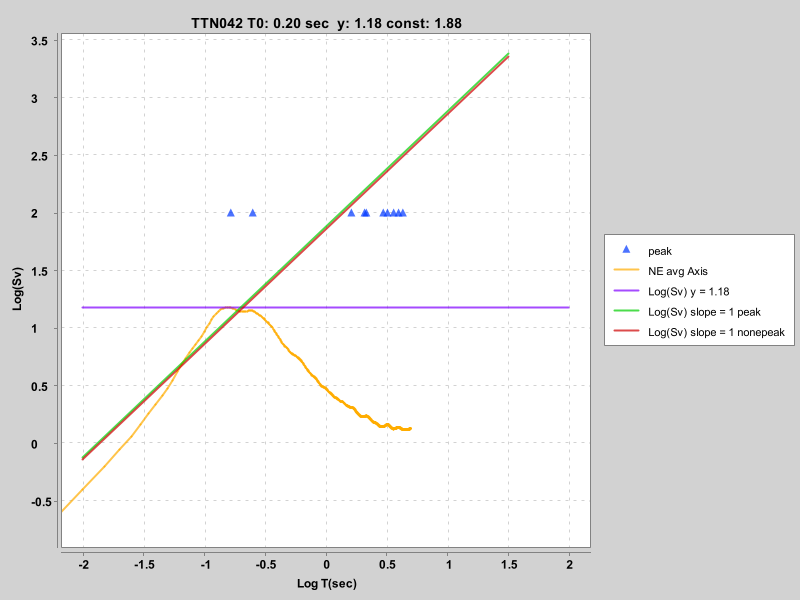 TTN042 T0: 0.20 sec  y: 1.18 const: 1.88
3.5
3
2.5
2
1.5
1
0.5
0
-0.5
Log(Sv)
-2
-1.5
-1
-0.5
0
0.5
1
1.5
2
Log T(sec)
peak
NE avg Axis
Log(Sv) y = 1.18
Log(Sv) slope = 1 peak
Log(Sv) slope = 1 nonepeak